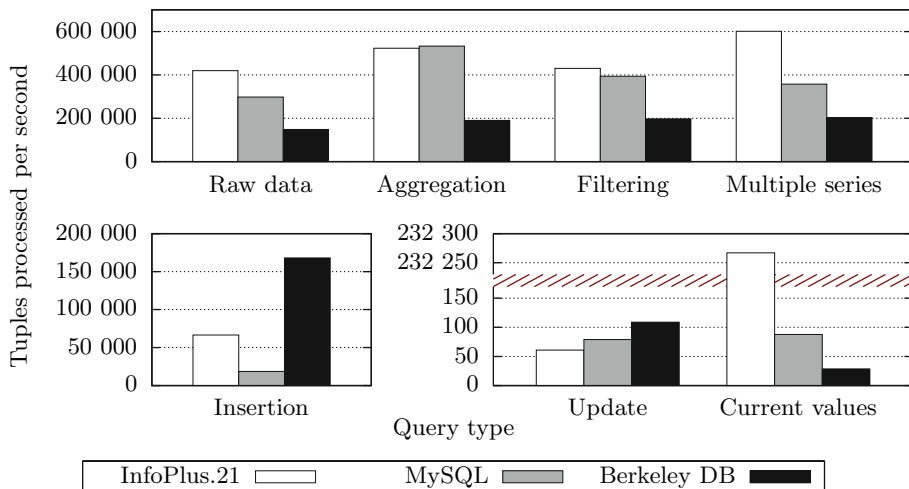 Tuples processed per second
600 000
400 000
200 000
0
Raw data Aggregation Filtering Multiple series
200 000
150 000
100 000
50 000
0
Insertion
232 300
232 250
150
100
50
0
Update Current values
Query type
InfoPlus.21 MySQL Berkeley DB